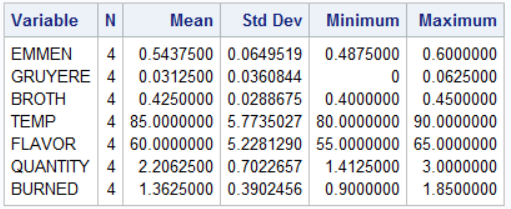 Variable N Mean Std Dev Minimum Maximum
EMMEN 4 0.5437500 0.0649519 0.4875000 0.6000000
GRUYERE 4 0.0312500 0.0360844 0 0.0625000
BROTH 4 0.4250000 0.0288675 0.4000000 0.4500000
TEMP 4 85.0000000 5.7735027 80.0000000 90.0000000
FLAVOR 4 60.0000000 5.2281290 55.0000000 65.0000000
QUANTITY 4 2.2062500 0.7022657 1.4125000 3.0000000
BURNED 4 1.3625000 0.3902456 0.9000000 1.8500000